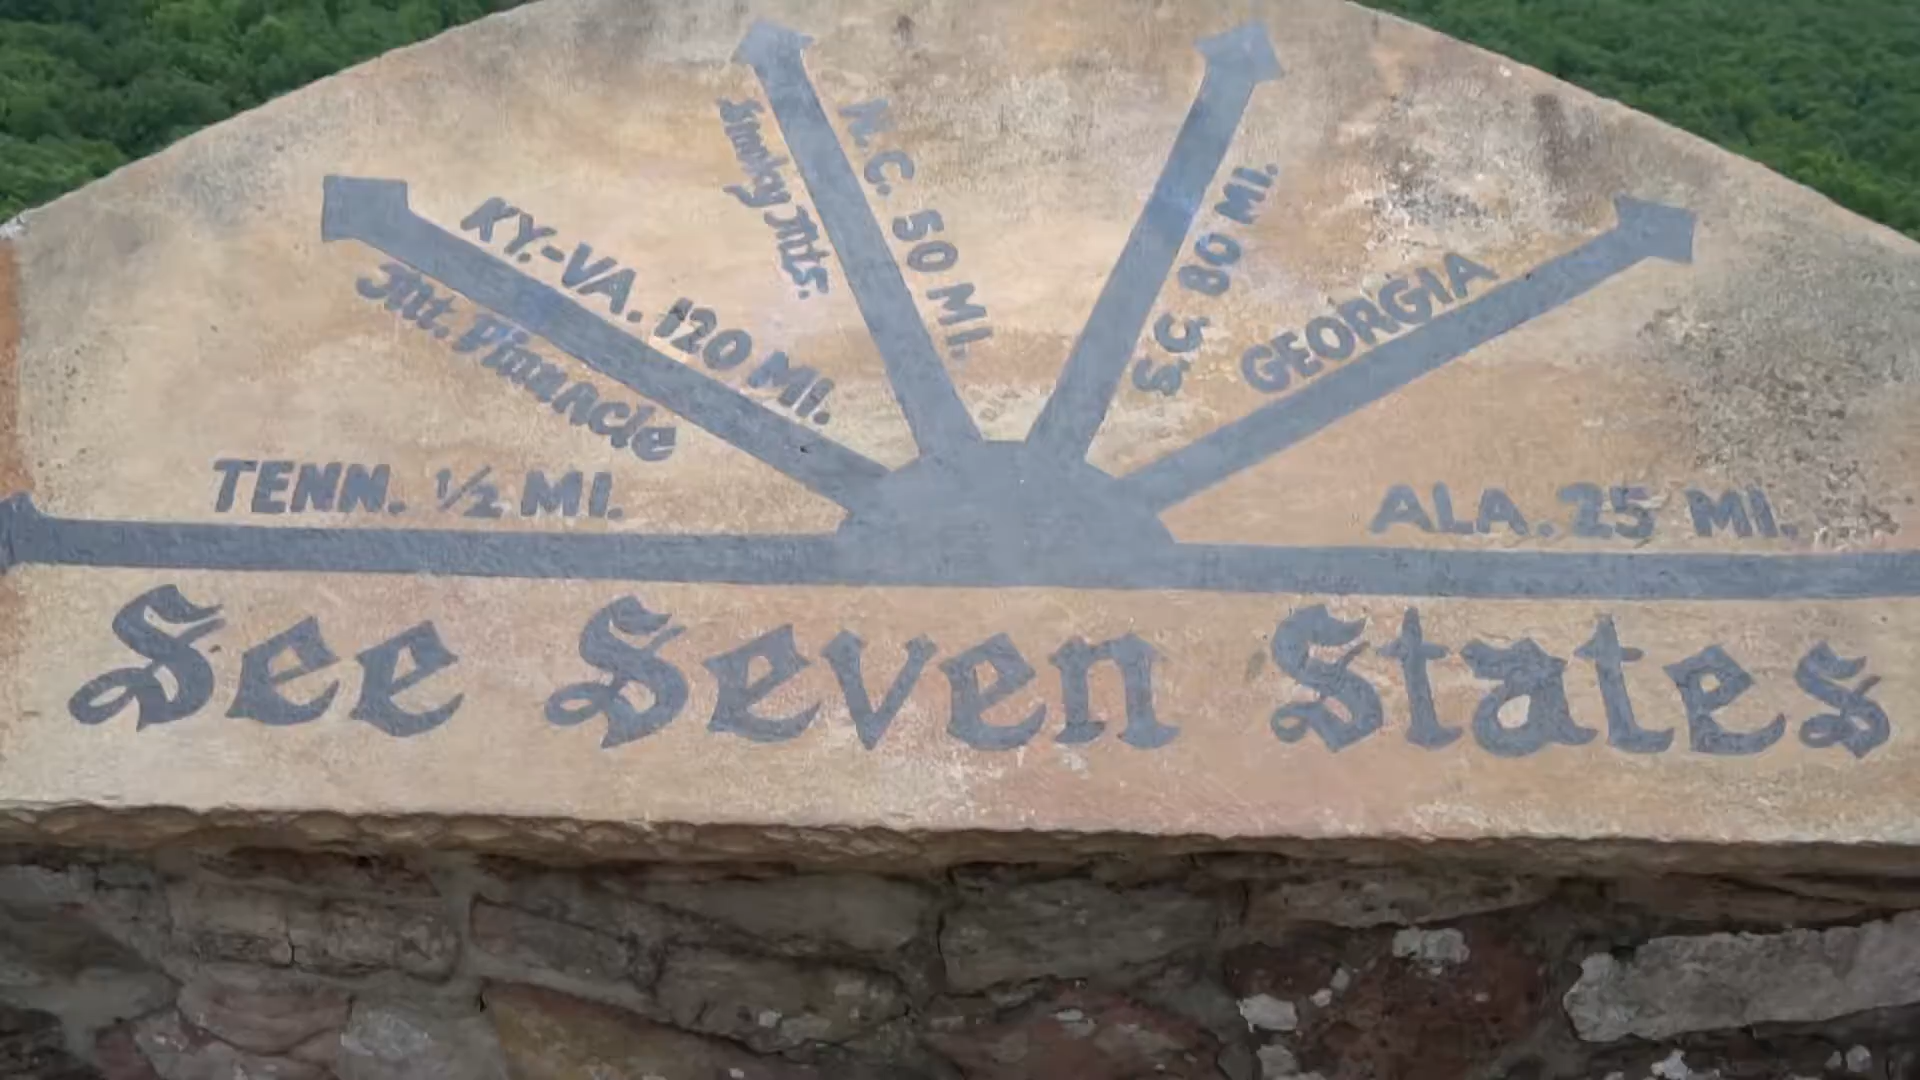 Smoky Mts.
N.C. 50 MI.
S.C. 80 MI.
KY.-VA. 120 MI.
Mt. Pinnacle
GEORGIA
TENN. ½ MI.
ALA. 25 MI.
See Seven States